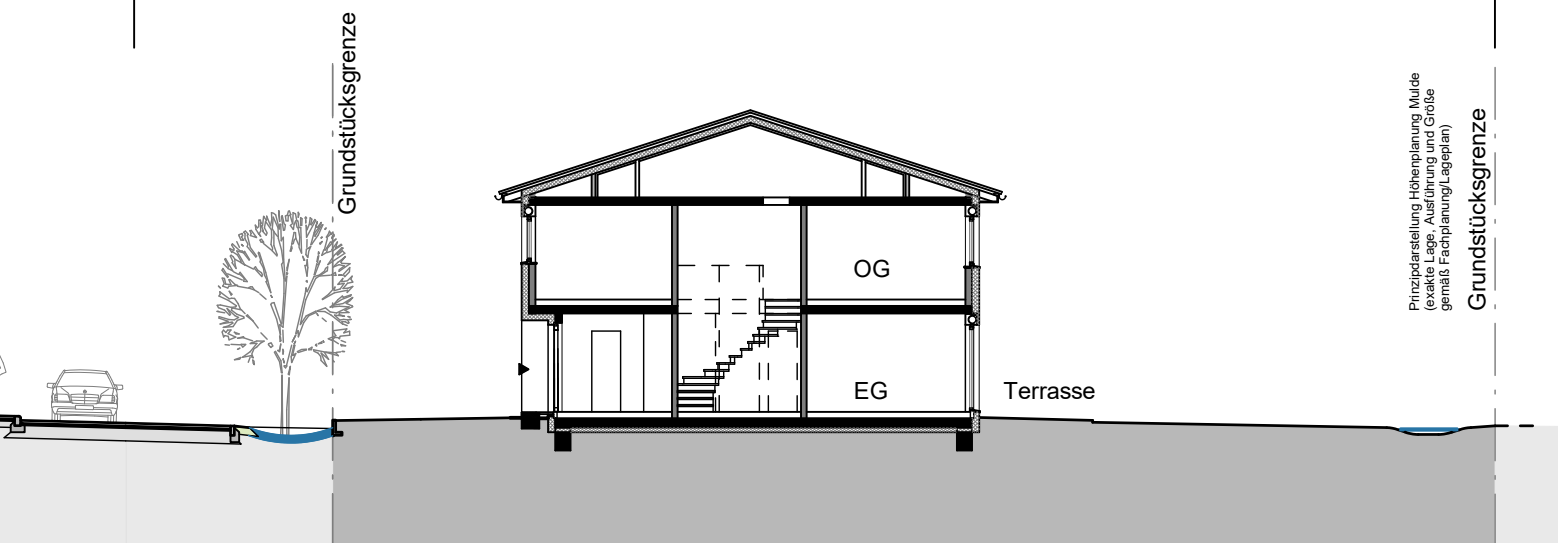 Grundstücksgrenze
OG
EG
Terrasse
Prinzipdarstellung Höhenplanung Mulde
(exakte Lage, Ausführung und Größe
gemäß Fachplanung/Lageplan)
Grundstücksgrenze